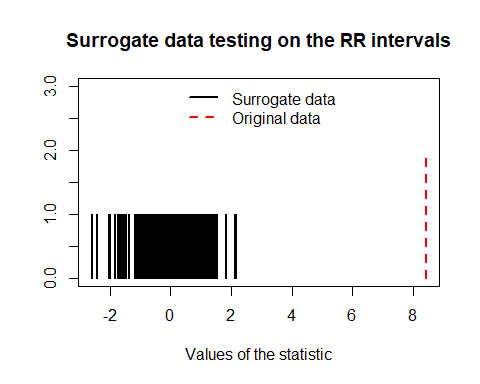 Surrogate data testing on the RR intervals
Surrogate data
Original data
3.0
2.0
1.0
0.0
-2 0 2 4 6 8
Values of the statistic